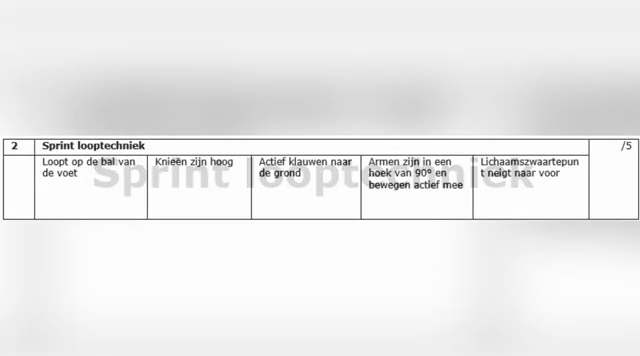 2 Sprint looptechniek /5
Loopt op de bal van
de voet
Knieën zijn hoog
Actief klauwen naar
de grond
Armen zijn in een
hoek van 90° en
bewegen actief mee
Lichaamszwaartepun
t neigt naar voor
Sprint looptechniek